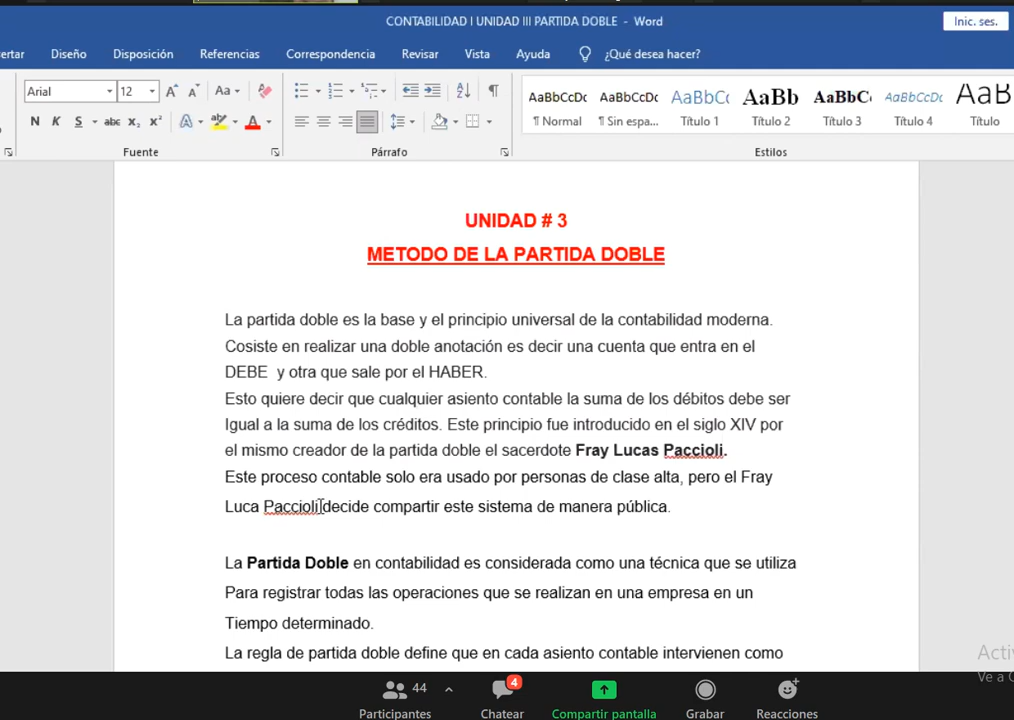 CONTABILIDAD I UNIDAD III PARTIDA DOBLE - Word
Inic. ses.
ertar Diseño Disposición Referencias Correspondencia Revisar Vista Ayuda ¿Qué desea hacer?
Arial 12 A A Aa
AaBbCcDc AaBbCcDc AaBbCc AaBb AaBbC AaBbCcDc AaB
N K S abc x₂ x² A A
¶ Normal ¶ Sin espa... Título 1 Título 2 Título 3 Título 4 Título
Fuente Párrafo Estilos
UNIDAD # 3
METODO DE LA PARTIDA DOBLE
La partida doble es la base y el principio universal de la contabilidad moderna.
Cosiste en realizar una doble anotación es decir una cuenta que entra en el
DEBE y otra que sale por el HABER.
Esto quiere decir que cualquier asiento contable la suma de los débitos debe ser
Igual a la suma de los créditos. Este principio fue introducido en el siglo XIV por
el mismo creador de la partida doble el sacerdote Fray Lucas Paccioli.
Este proceso contable solo era usado por personas de clase alta, pero el Fray
Luca Paccioli decide compartir este sistema de manera pública.
La Partida Doble en contabilidad es considerada como una técnica que se utiliza
Para registrar todas las operaciones que se realizan en una empresa en un
Tiempo determinado.
La regla de partida doble define que en cada asiento contable intervienen como
Acti
Ve a C
44
4
Participantes Chatear Compartir pantalla Grabar Reacciones